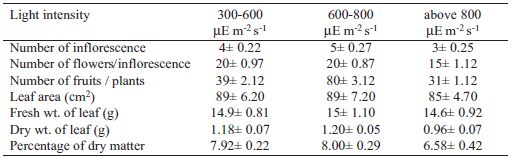 Light intensity 300-600 600-800 above 800
µE m-2 s-1 µE m-2 s-1 µE m-2 s-1
Number of inflorescence 4± 0.22 5± 0.27 3± 0.25
Number of flowers/inflorescence 20± 0.97 20± 0.87 15± 1.12
Number of fruits / plants 39± 2.12 80± 3.12 31± 1.12
Leaf area (cm²) 89± 6.20 89± 7.20 85± 4.70
Fresh wt. of leaf (g) 14.9± 0.81 15± 1.10 14.6± 0.92
Dry wt. of leaf (g) 1.18± 0.07 1.20± 0.05 0.96± 0.07
Percentage of dry matter 7.92± 0.22 8.00± 0.29 6.58± 0.42